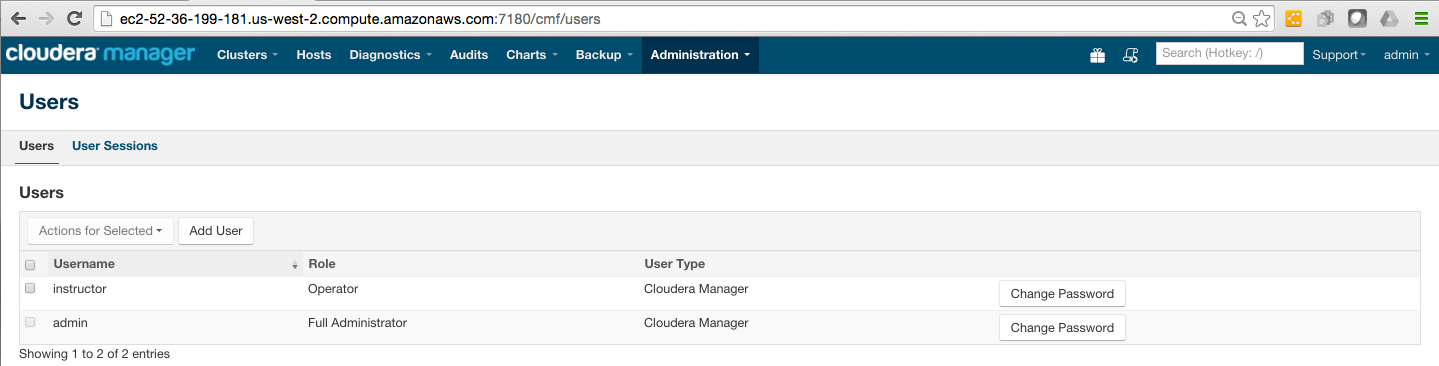 ec2-52-36-199-181.us-west-2.compute.amazonaws.com:7180/cmf/users
cloudera manager Clusters Hosts Diagnostics Audits Charts Backup Administration Search (Hotkey: /) Support admin
Users
Users User Sessions
Users
Actions for Selected Add User
Username Role User Type
instructor Operator Cloudera Manager Change Password
admin Full Administrator Cloudera Manager Change Password
Showing 1 to 2 of 2 entries